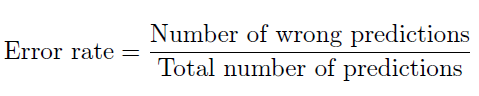 Error rate = Number of wrong predictions
Total number of predictions